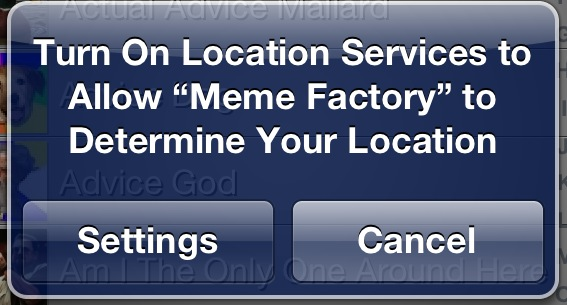 Actual Advice Mallard
Turn On Location Services to
Allow “Meme Factory” to
Determine Your Location
Advice God
Settings
Cancel
Am I The Only One Around Here